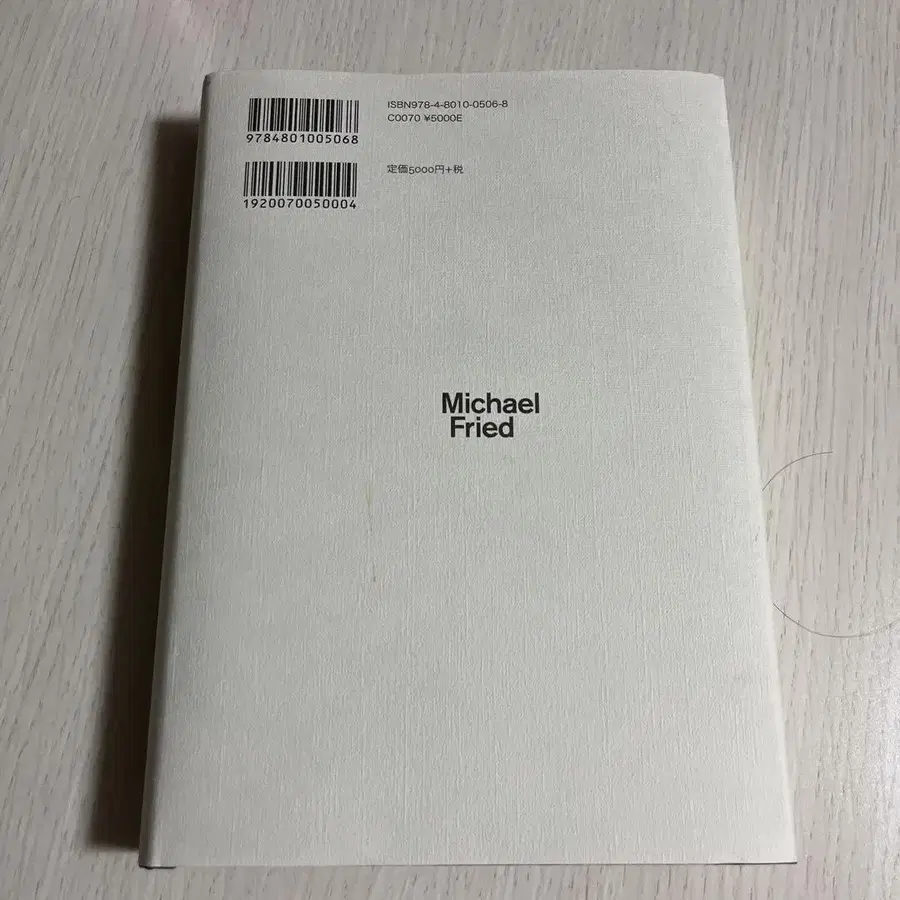 ISBN978-4-8010-0506-8
C0070 ¥5000E
9784801005068
定価5000円+税
1920070050004
Michael
Fried